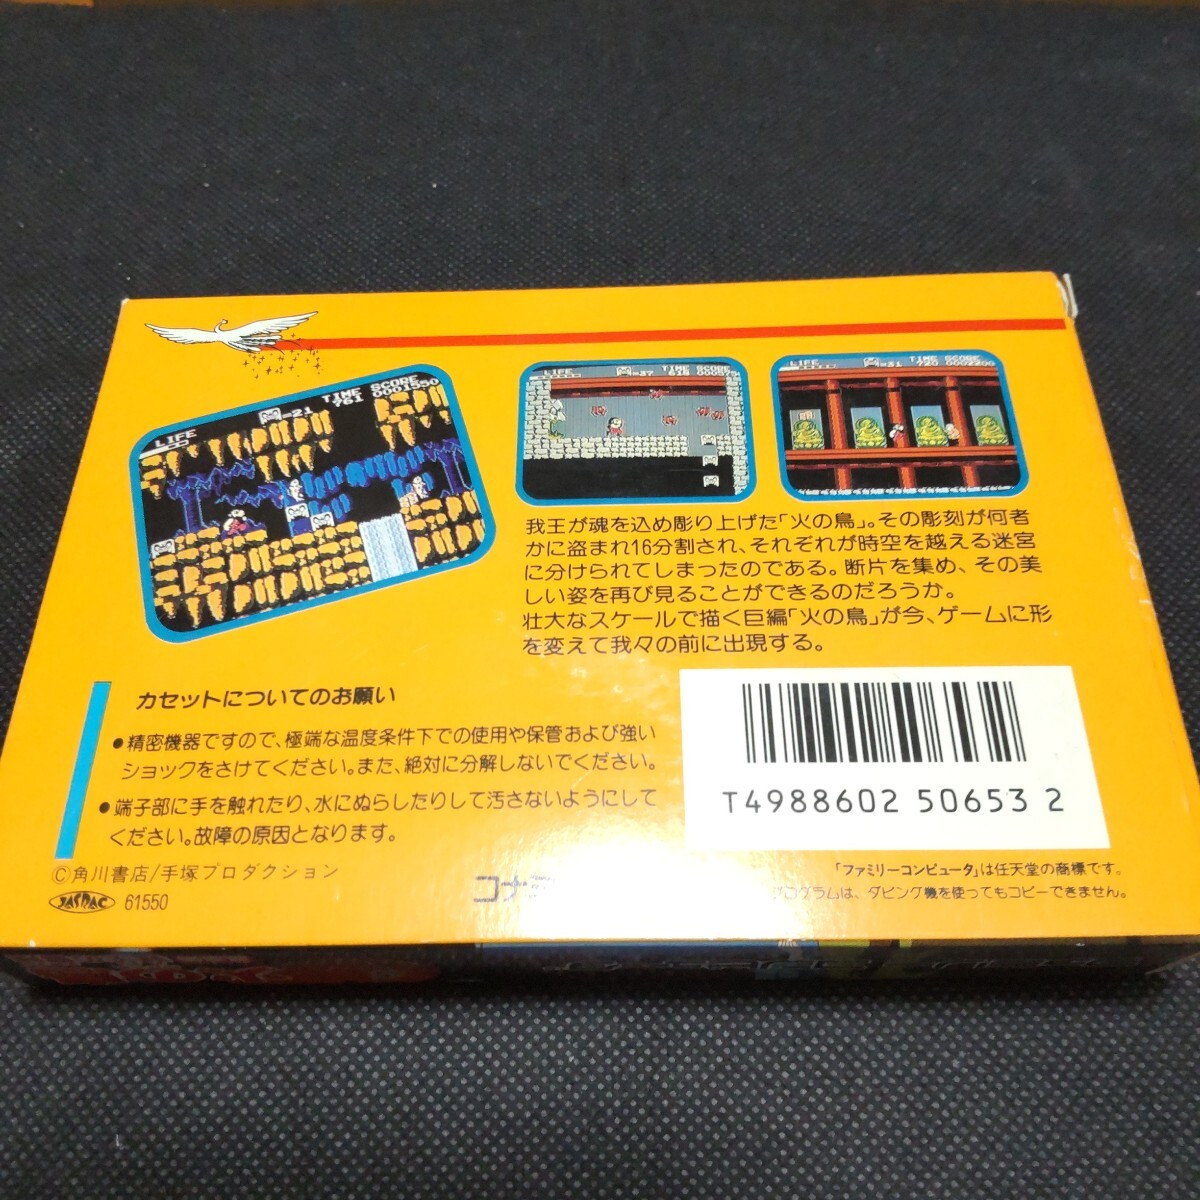 LIFE
=21
TIME SCORE
761 0001550
LIFE
=37
TIME SCORE
LIFE
=31
TIME SCORE
720 0002200
我王が魂を込め彫り上げた「火の鳥」。その彫刻が何者
かに盗まれ16分割され、それぞれが時空を越える迷宮
に分けられてしまったのである。断片を集め、その美
しい姿を再び見ることができるのだろうか。
壮大なスケールで描く巨編「火の鳥」が今、ゲームに形
を変えて我々の前に出現する。
カセットについてのお願い
●精密機器ですので、極端な温度条件下での使用や保管および強い
ショックをさけてください。また、絶対に分解しないでください。
●端子部に手を触れたり、水にぬらしたりして汚さないようにして
ください。故障の原因となります。
T4988602 50653 2
©角川書店/手塚プロダクション
JASRAC 61550
コナ
「ファミリーコンピュータ」は任天堂の商標です。
プログラムは、ダビング機を使ってもコピーできません。